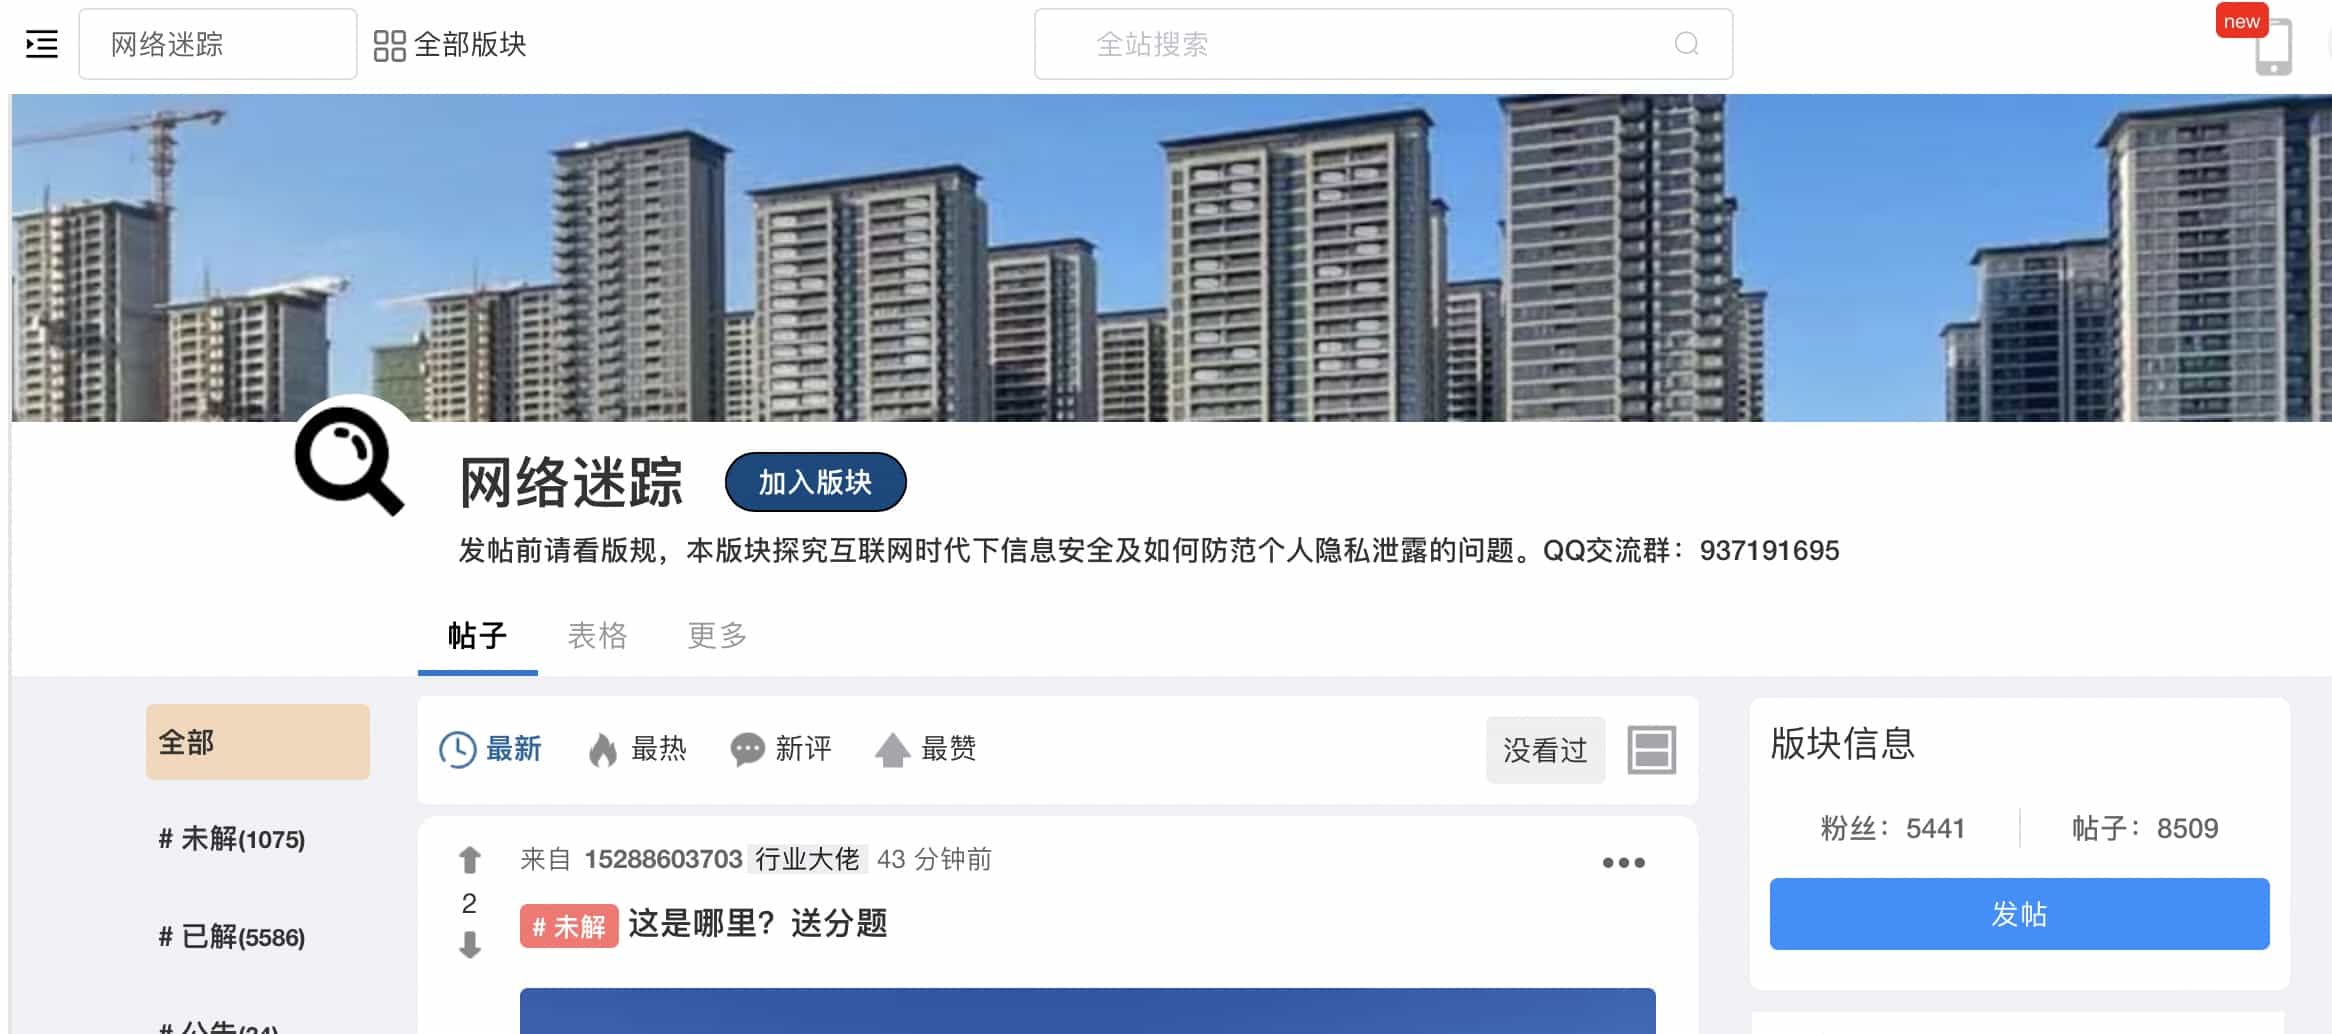 网络迷踪
全部版块
全站搜索
new
网络迷踪
加入版块
发帖前请看版规，本版块探究互联网时代下信息安全及如何防范个人隐私泄露的问题。QQ交流群：937191695
帖子
表格
更多
全部
# 未解(1075)
# 已解(5586)
# 公告(24)
最新
最热
新评
最赞
没看过
来自 15288603703 行业大佬 43 分钟前
2
# 未解 这是哪里？送分题
版块信息
粉丝：5441
帖子：8509
发帖